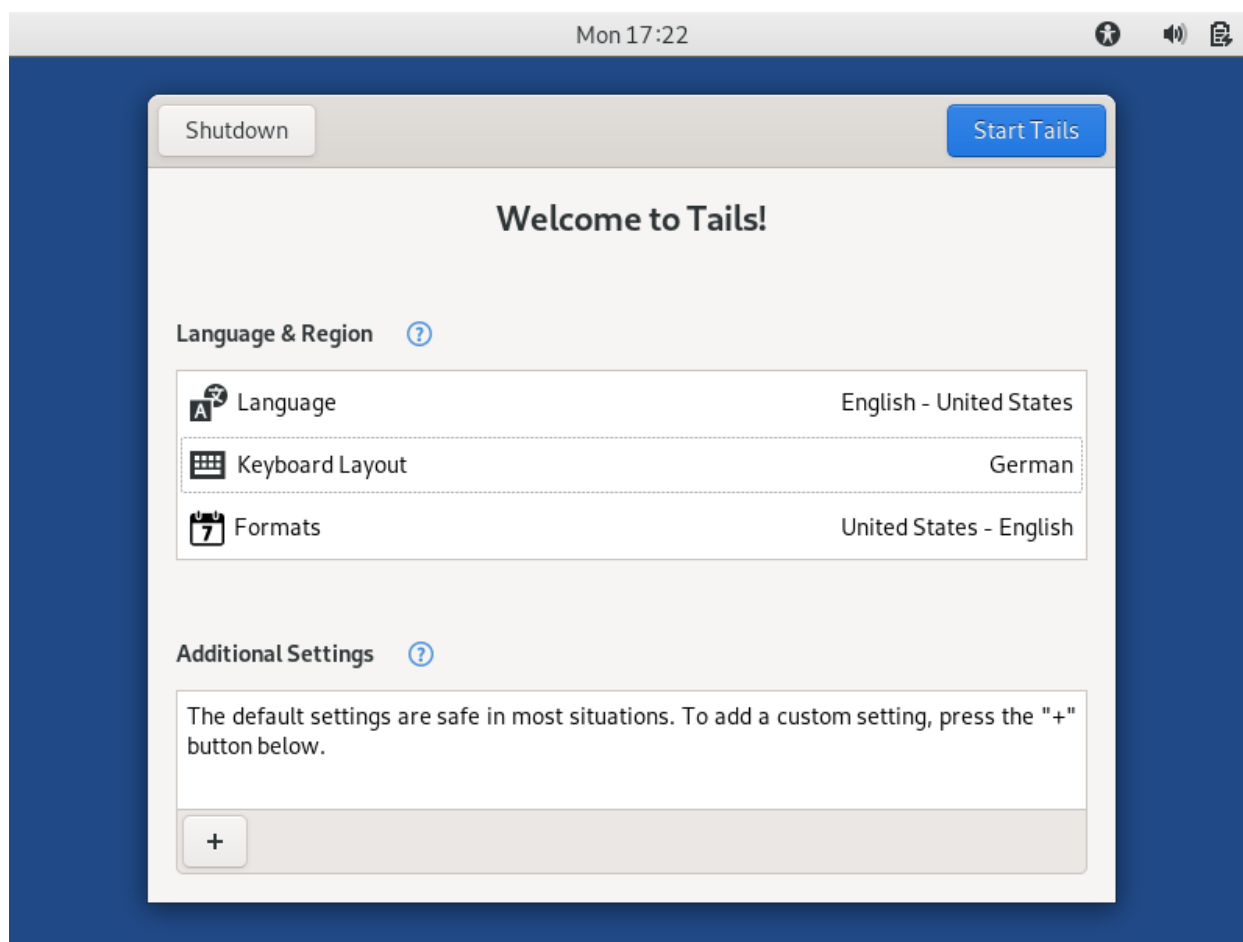 Mon 17:22
Shutdown
Start Tails
Welcome to Tails!
Language & Region ?
Language English - United States
Keyboard Layout German
7 Formats United States - English
Additional Settings ?
The default settings are safe in most situations. To add a custom setting, press the "+"
button below.
+